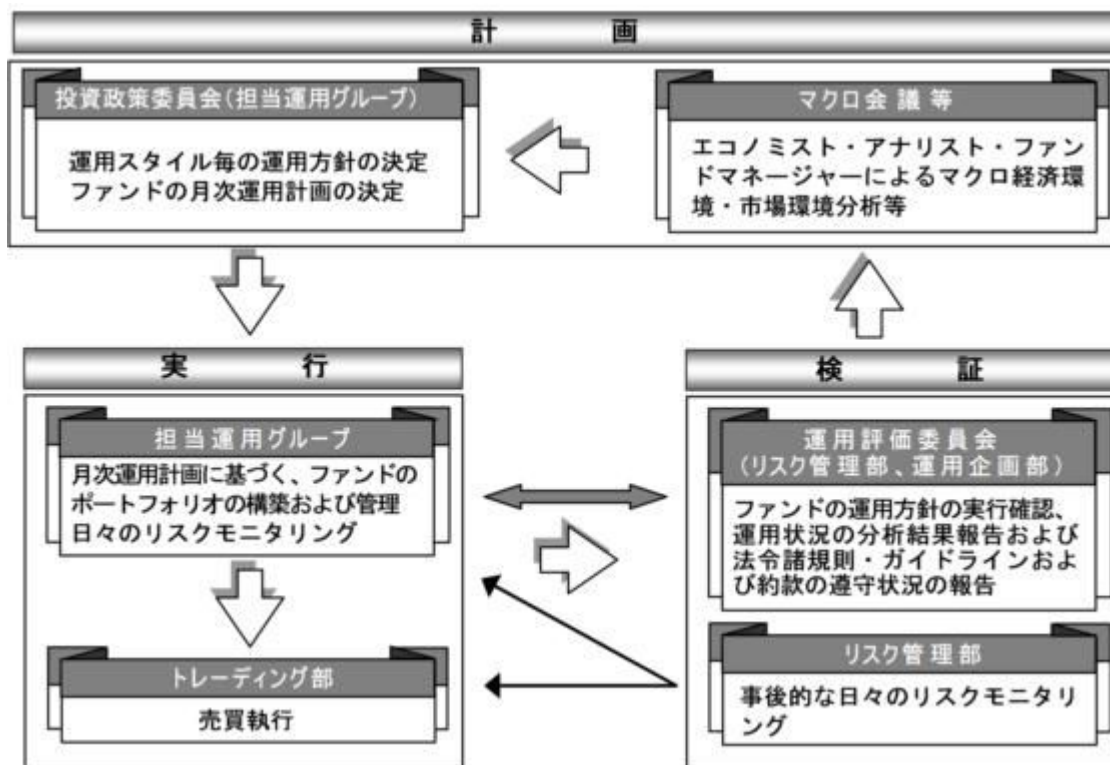 計画
投資政策委員会(担当運用グループ)
運用スタイル毎の運用方針の決定
ファンドの月次運用計画の決定
マクロ会議等
エコノミスト・アナリスト・ファン
ドマネージャーによるマクロ経済環
境・市場環境分析等
実行
担当運用グループ
月次運用計画に基づく、ファンドの
ポートフォリオの構築および管理
日々のリスクモニタリング
トレーディング部
売買執行
検証
運用評価委員会
(リスク管理部、運用企画部)
ファンドの運用方針の実行確認、
運用状況の分析結果報告および
法令諸規則・ガイドラインおよ
び約款の遵守状況の報告
リスク管理部
事後的な日々のリスクモニタリ
ング